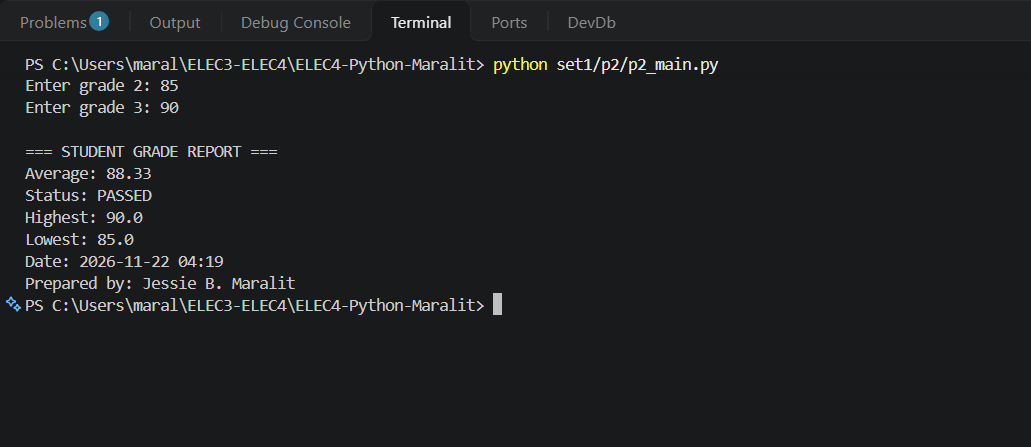 Problems 1 Output Debug Console Terminal Ports DevDb
PS C:\Users\maral\ELEC3-ELEC4\ELEC4-Python-Maralit> python set1/p2/p2_main.py
Enter grade 2: 85
Enter grade 3: 90
=== STUDENT GRADE REPORT ===
Average: 88.33
Status: PASSED
Highest: 90.0
Lowest: 85.0
Date: 2026-11-22 04:19
Prepared by: Jessie B. Maralit
PS C:\Users\maral\ELEC3-ELEC4\ELEC4-Python-Maralit>